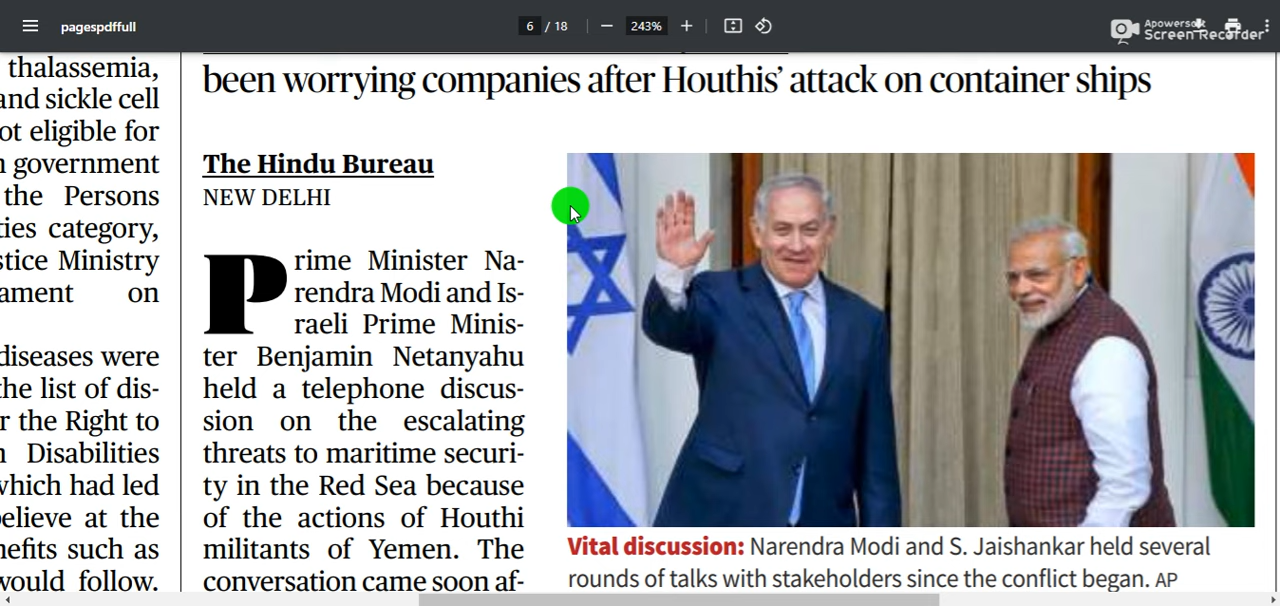 pagespdffull
6 / 18
243%
Apowersoft
Screen Recorder
thalassemia,
and sickle cell
ot eligible for
government
the Persons
ties category,
stice Ministry
ament on
diseases were
the list of dis-
r the Right to
Disabilities
which had led
believe at the
nefits such as
would follow.
been worrying companies after Houthis’ attack on container ships
The Hindu Bureau
NEW DELHI
Prime Minister Na-
rendra Modi and Is-
raeli Prime Minis-
ter Benjamin Netanyahu
held a telephone discus-
sion on the escalating
threats to maritime securi-
ty in the Red Sea because
of the actions of Houthi
militants of Yemen. The
conversation came soon af-
Vital discussion: Narendra Modi and S. Jaishankar held several
rounds of talks with stakeholders since the conflict began. AP